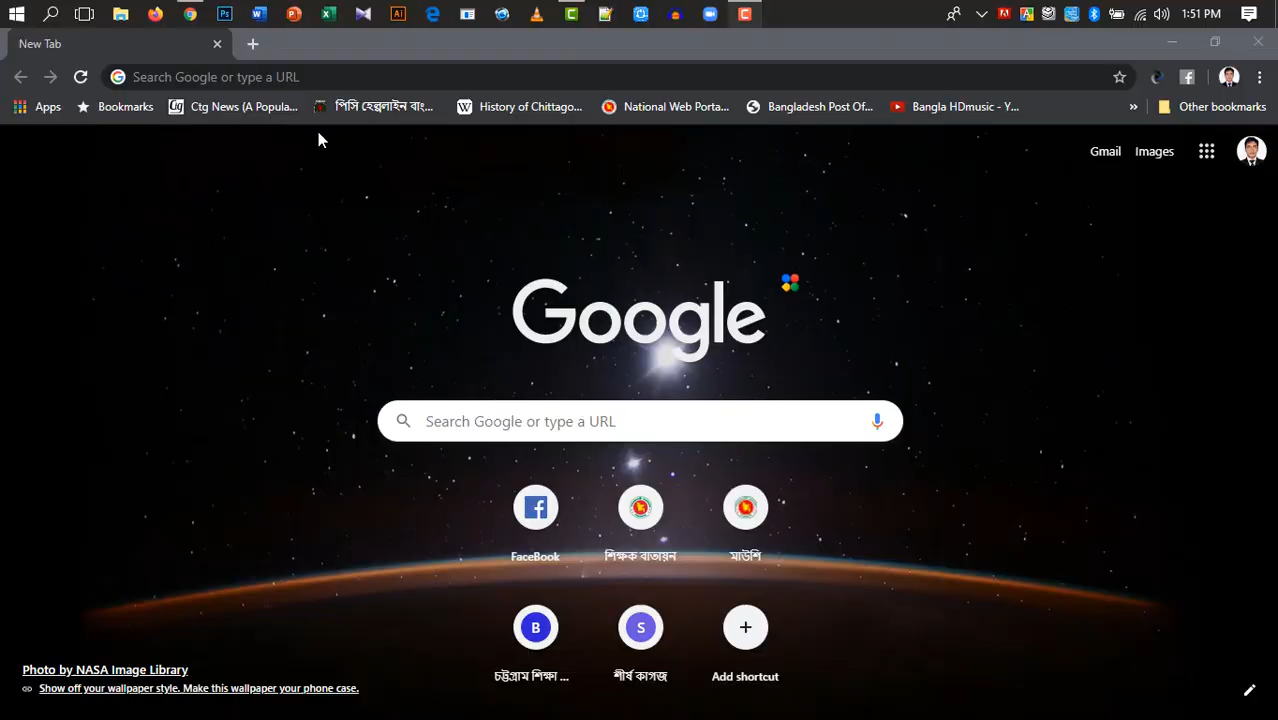 1:51 PM
New Tab
Search Google or type a URL
Apps
Bookmarks
Ctg News (A Popula...
পিসি হেল্পলাইন বাং...
History of Chittago...
National Web Porta...
Bangladesh Post Of...
Bangla HDmusic - Y...
Other bookmarks
Gmail
Images
Google
Search Google or type a URL
FaceBook
শিক্ষক বাতায়ন
মাউশি
B
S
চট্টগ্রাম শিক্ষা ...
শীর্ষ কাগজ
Add shortcut
Photo by NASA Image Library
Show off your wallpaper style. Make this wallpaper your phone case.